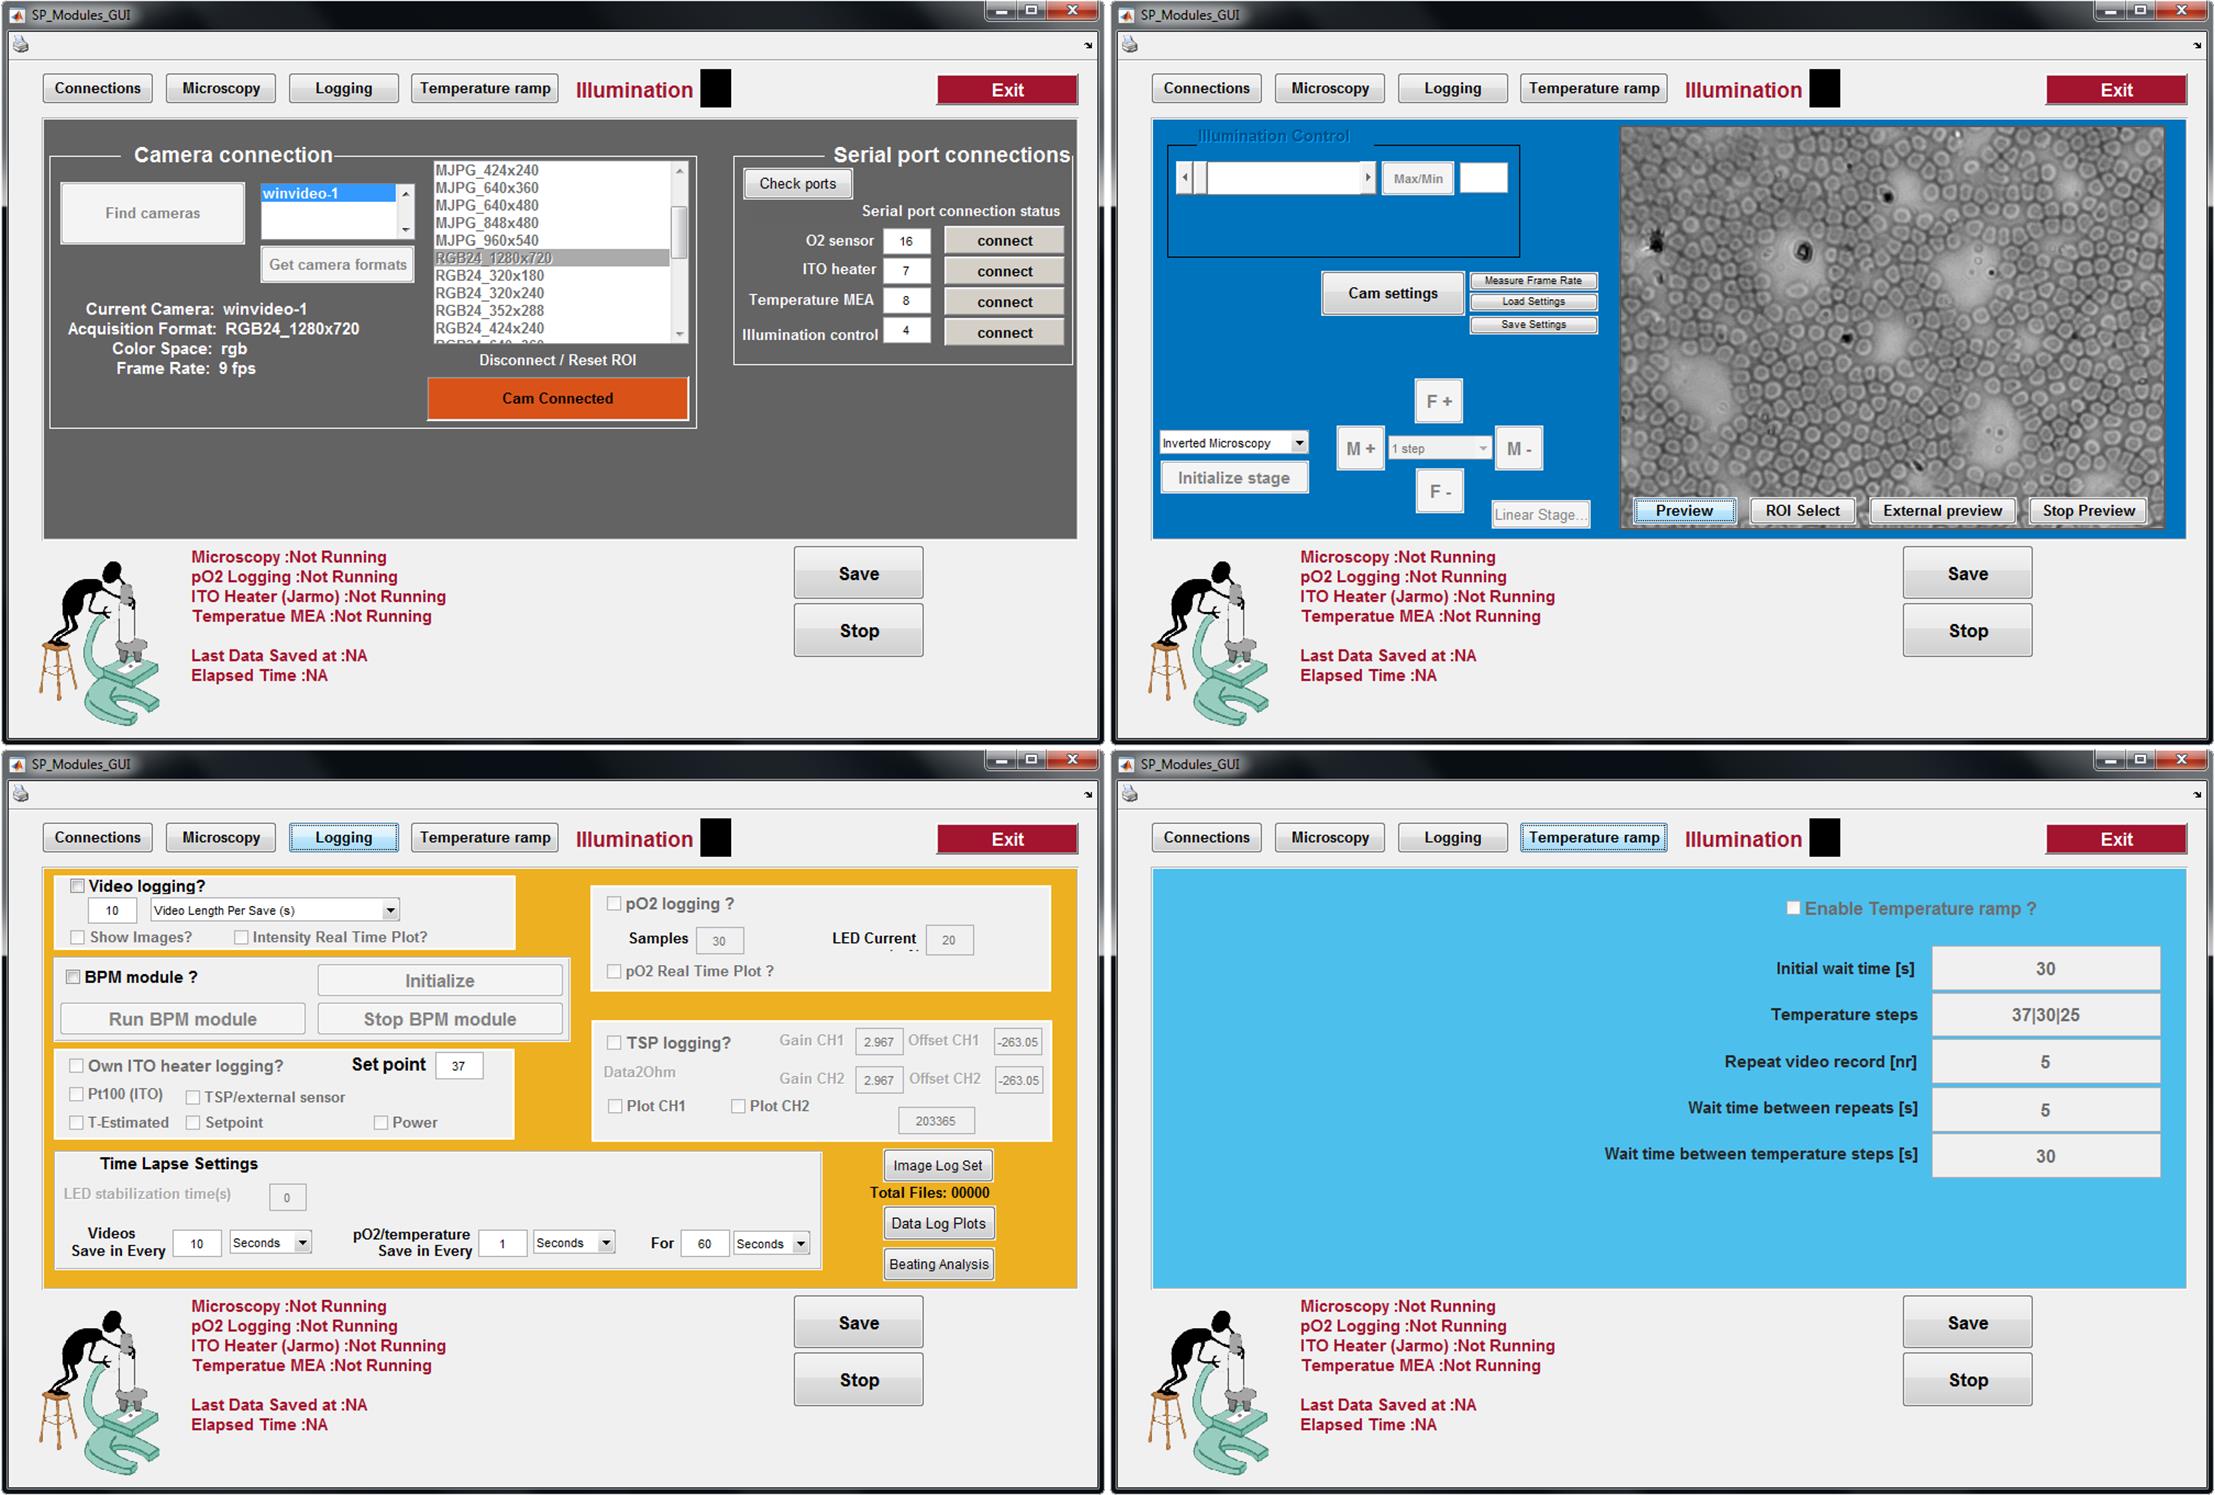 SP_Modules_GUI
Connections Microscopy Logging Temperature ramp Illumination Exit
Camera connection
Find cameras
winvideo-1
Get camera formats
MJPG_424x240
MJPG_640x360
MJPG_640x480
MJPG_848x480
MJPG_960x540
RGB24_1280x720
RGB24_320x180
RGB24_320x240
RGB24_352x288
RGB24_424x240
Current Camera: winvideo-1
Acquisition Format: RGB24_1280x720
Color Space: rgb
Frame Rate: 9 fps
Disconnect / Reset ROI
Cam Connected
Serial port connections
Check ports
Serial port connection status
O2 sensor 16 connect
ITO heater 7 connect
Temperature MEA 8 connect
Illumination control 4 connect
Microscopy :Not Running
pO2 Logging :Not Running
ITO Heater (Jarmo) :Not Running
Temperatue MEA :Not Running
Last Data Saved at :NA
Elapsed Time :NA
Save
Stop
SP_Modules_GUI
Connections Microscopy Logging Temperature ramp Illumination Exit
Illumination Control
Max/Min
Cam settings
Measure Frame Rate
Load Settings
Save Settings
F +
Inverted Microscopy
M + 1 step M -
Initialize stage
F -
Linear Stage...
Preview ROI Select External preview Stop Preview
Microscopy :Not Running
pO2 Logging :Not Running
ITO Heater (Jarmo) :Not Running
Temperatue MEA :Not Running
Last Data Saved at :NA
Elapsed Time :NA
Save
Stop
SP_Modules_GUI
Connections Microscopy Logging Temperature ramp Illumination Exit
Video logging?
10 Video Length Per Save (s)
Show Images? Intensity Real Time Plot?
BPM module ? Initialize
Run BPM module Stop BPM module
Own ITO heater logging? Set point 37
Pt100 (ITO) TSP/external sensor
T-Estimated Setpoint Power
pO2 logging ?
Samples 30 LED Current 20
pO2 Real Time Plot ?
TSP logging? Gain CH1 2.967 Offset CH1 -263.05
Data2Ohm Gain CH2 2.967 Offset CH2 -263.05
Plot CH1 Plot CH2
203365
Time Lapse Settings
LED stabilization time(s) 0
Videos
Save in Every 10 Seconds
pO2/temperature
Save in Every 1 Seconds
For 60 Seconds
Image Log Set
Total Files: 00000
Data Log Plots
Beating Analysis
Microscopy :Not Running
pO2 Logging :Not Running
ITO Heater (Jarmo) :Not Running
Temperatue MEA :Not Running
Last Data Saved at :NA
Elapsed Time :NA
Save
Stop
SP_Modules_GUI
Connections Microscopy Logging Temperature ramp Illumination Exit
Enable Temperature ramp ?
Initial wait time [s] 30
Temperature steps 37|30|25
Repeat video record [nr] 5
Wait time between repeats [s] 5
Wait time between temperature steps [s] 30
Microscopy :Not Running
pO2 Logging :Not Running
ITO Heater (Jarmo) :Not Running
Temperatue MEA :Not Running
Last Data Saved at :NA
Elapsed Time :NA
Save
Stop